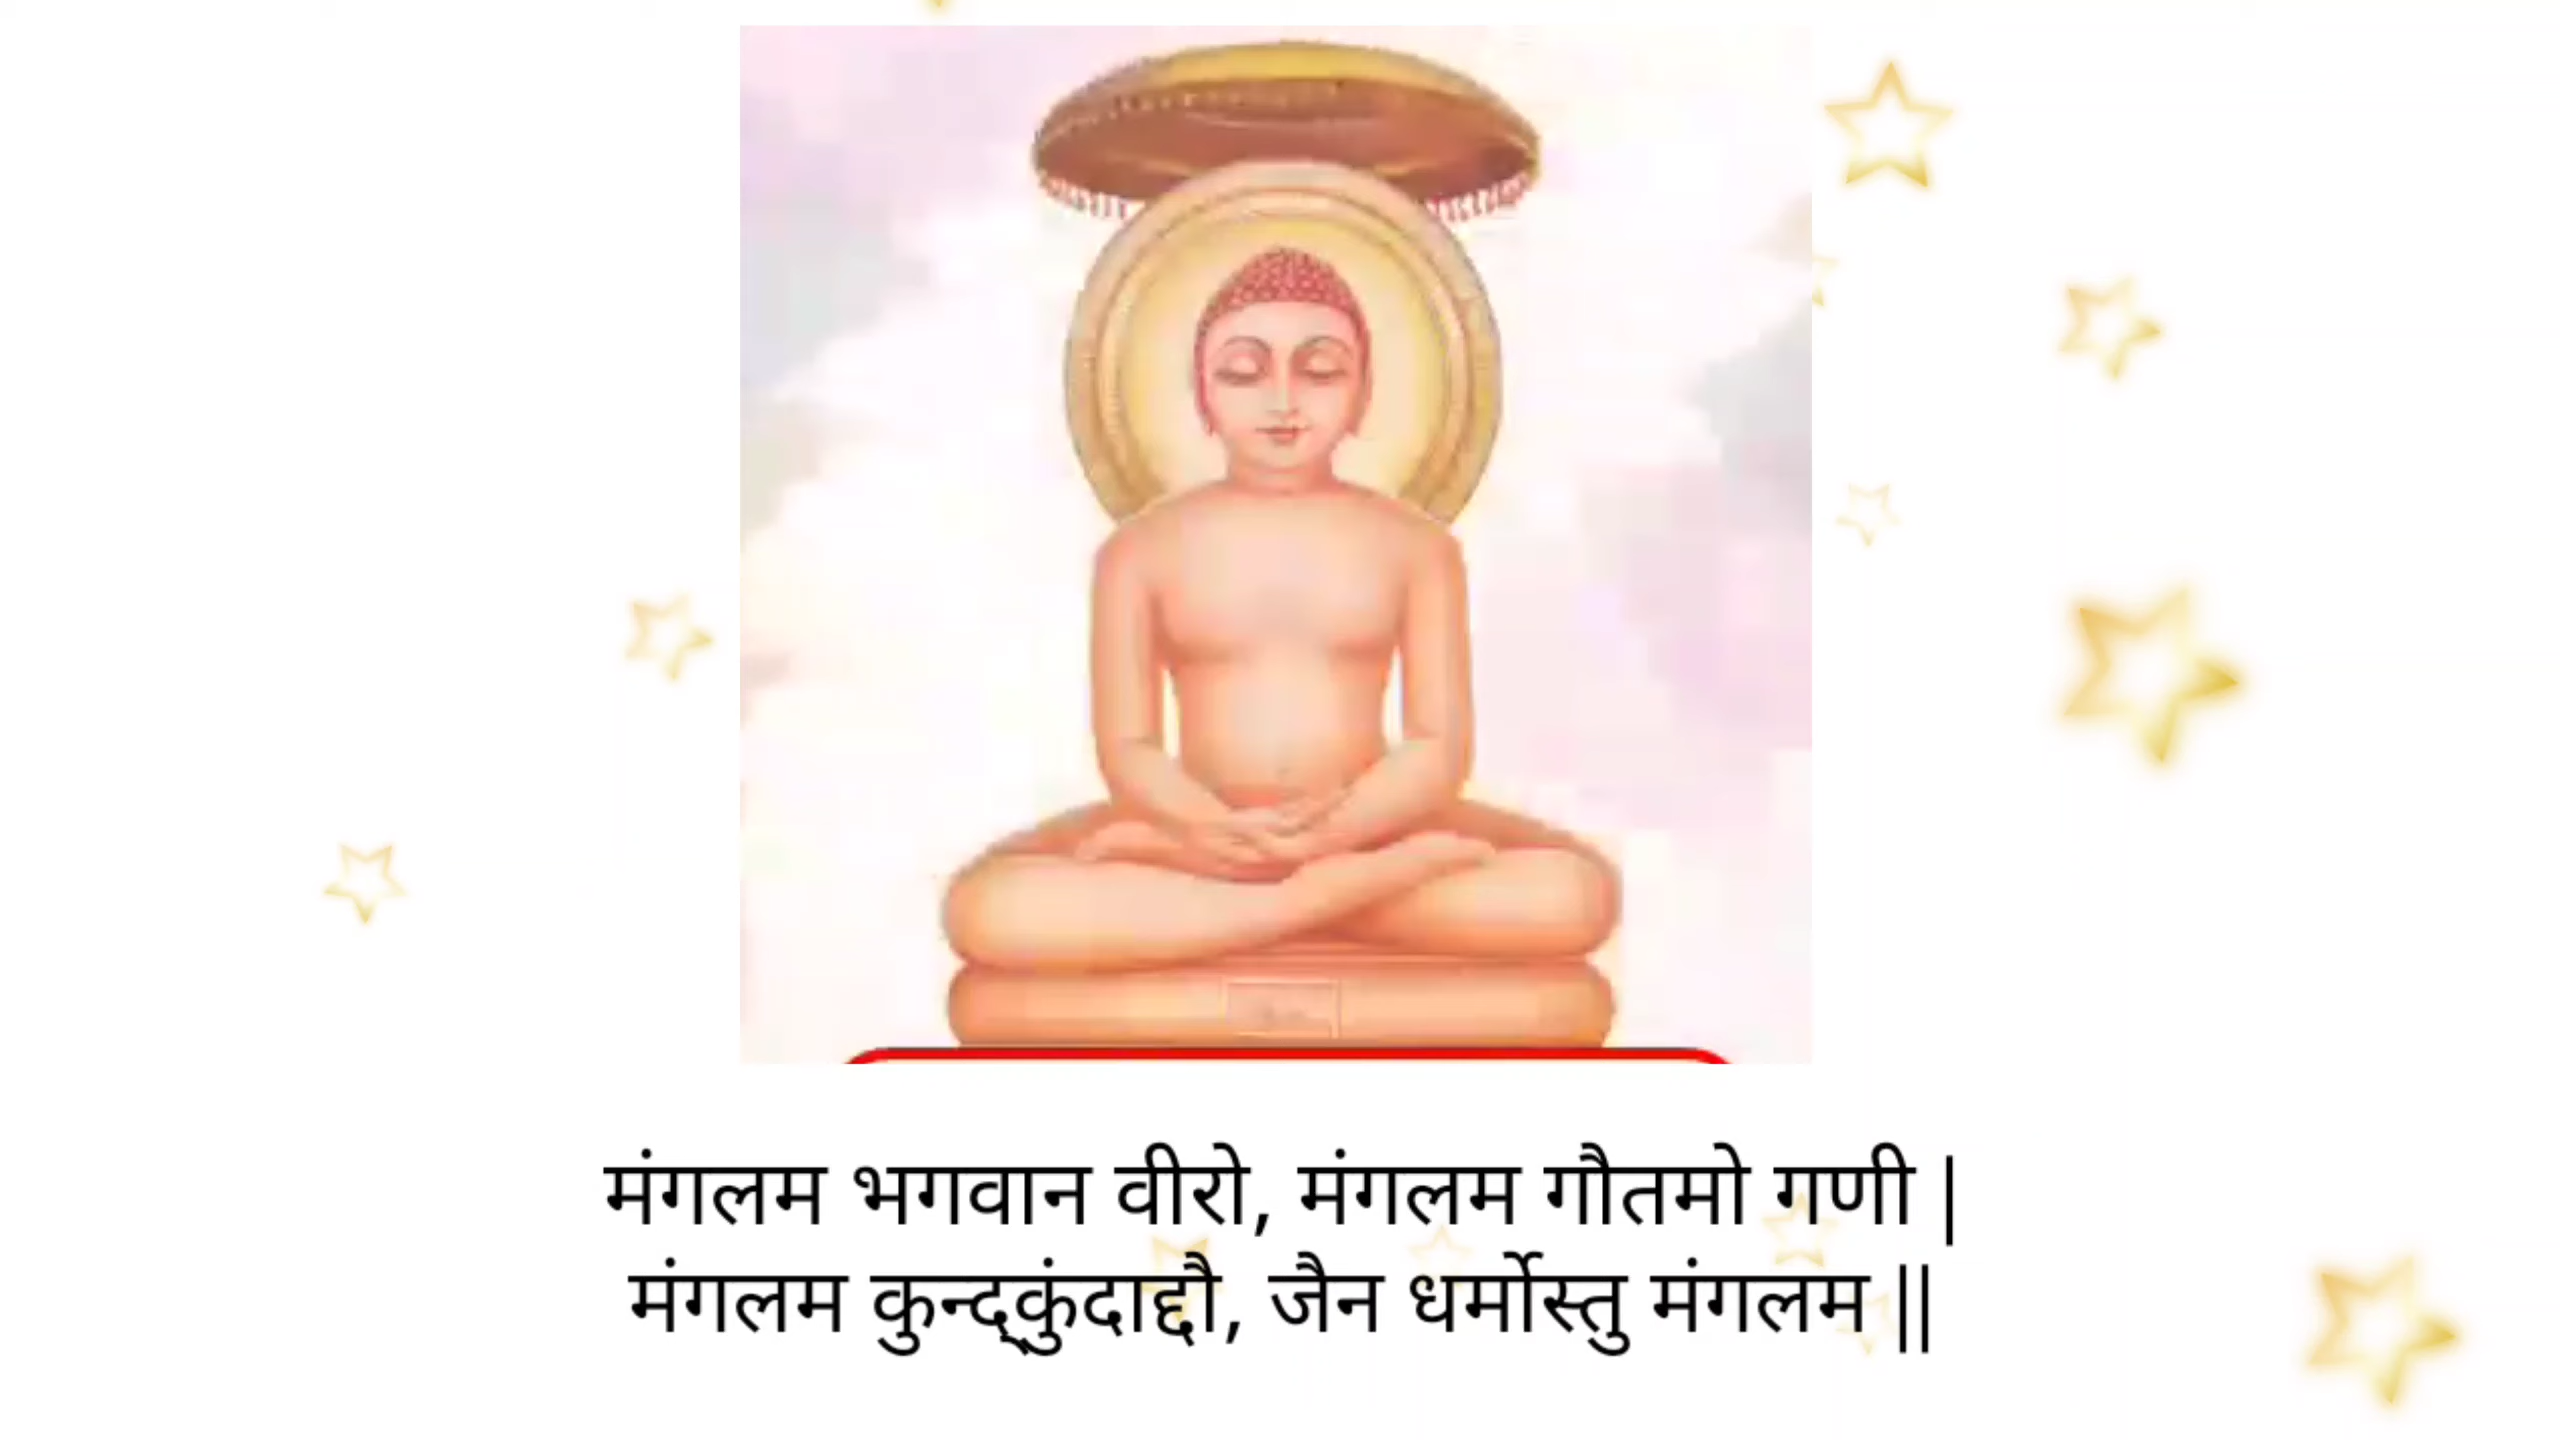 मंगलम भगवान वीरो, मंगलम गौतमो गणी |
मंगलम कुन्द्कुंदाद्दौ, जैन धर्मोस्तु मंगलम ||